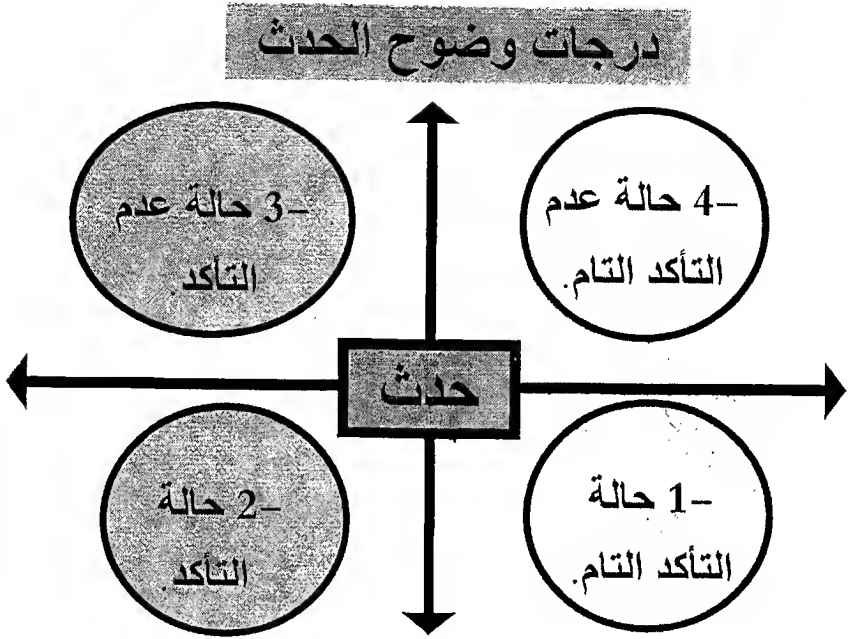 درجات وضوح الحدث
4- حالة عدم
التأكد التام.
3- حالة عدم
التأكد.
حدث
1- حالة
التأكد التام.
2- حالة
التأكد.